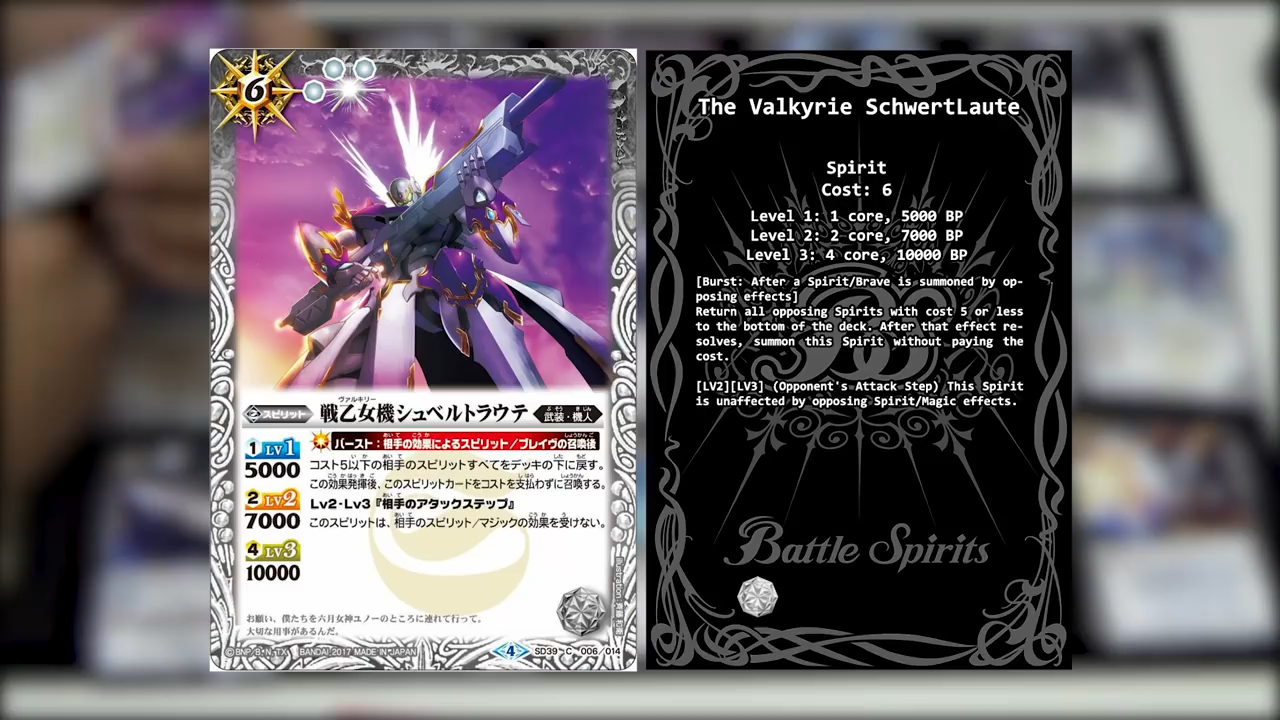 6
ヴァルキリー
スピリット 戦乙女機シュベルトラウテ 武装・機人
バースト：相手の効果によるスピリット／ブレイヴの召喚後
コスト5以下の相手のスピリットすべてをデッキの下に戻す。
この効果発揮後、このスピリットカードをコストを支払わずに召喚する。
Lv2・Lv3『相手のアタックステップ』
このスピリットは、相手のスピリット／マジックの効果を受けない。
1 LV1
5000
2 LV2
7000
4 LV3
10000
お願い、僕たちを六月女神ユノーのところに連れて行って。
大切な用事があるんだ。
©BNP/B・N,TX BANDAI 2017 MADE IN JAPAN 4 SD39-C 006/014
The Valkyrie SchwertLaute
Spirit
Cost: 6
Level 1: 1 core, 5000 BP
Level 2: 2 core, 7000 BP
Level 3: 4 core, 10000 BP
[Burst: After a Spirit/Brave is summoned by op-
posing effects]
Return all opposing Spirits with cost 5 or less
to the bottom of the deck. After that effect re-
solves, summon this Spirit without paying the
cost.
[LV2][LV3] (Opponent's Attack Step) This Spirit
is unaffected by opposing Spirit/Magic effects.
Battle Spirits